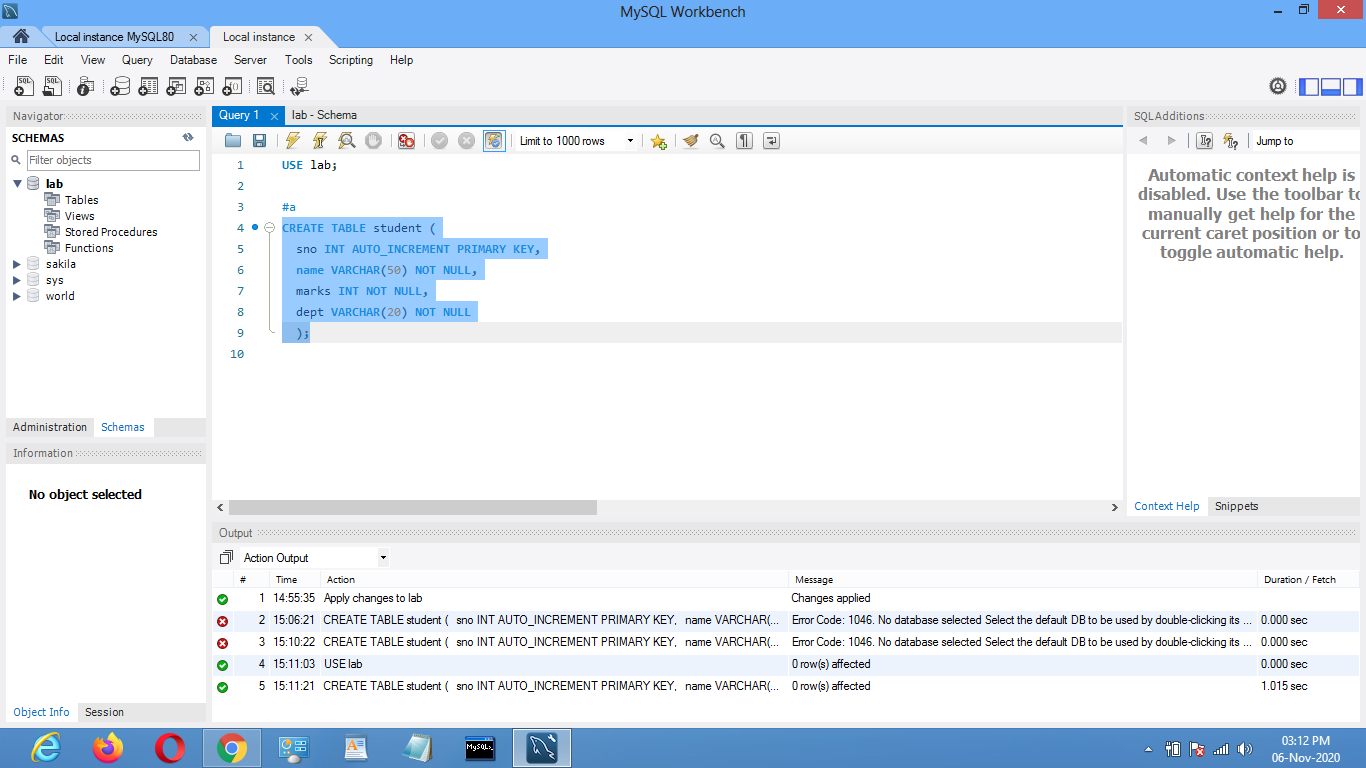 MySQL Workbench
Local instance MySQL80 × Local instance ×
File Edit View Query Database Server Tools Scripting Help
Navigator
SCHEMAS
Filter objects
lab
Tables
Views
Stored Procedures
Functions
sakila
sys
world
Administration Schemas
Information
No object selected
Object Info Session
Query 1 × lab - Schema
Limit to 1000 rows
1 USE lab;
2
3 #a
4 CREATE TABLE student (
5 sno INT AUTO_INCREMENT PRIMARY KEY,
6 name VARCHAR(50) NOT NULL,
7 marks INT NOT NULL,
8 dept VARCHAR(20) NOT NULL
9 );
10
SQLAdditions
Jump to
Automatic context help is
disabled. Use the toolbar to
manually get help for the
current caret position or to
toggle automatic help.
Context Help Snippets
Output
Action Output
# Time Action Message Duration / Fetch
1 14:55:35 Apply changes to lab Changes applied
2 15:06:21 CREATE TABLE student ( sno INT AUTO_INCREMENT PRIMARY KEY, name VARCHAR(... Error Code: 1046. No database selected Select the default DB to be used by double-clicking its ... 0.000 sec
3 15:10:22 CREATE TABLE student ( sno INT AUTO_INCREMENT PRIMARY KEY, name VARCHAR(... Error Code: 1046. No database selected Select the default DB to be used by double-clicking its ... 0.000 sec
4 15:11:03 USE lab 0 row(s) affected 0.000 sec
5 15:11:21 CREATE TABLE student ( sno INT AUTO_INCREMENT PRIMARY KEY, name VARCHAR(... 0 row(s) affected 1.015 sec
03:12 PM
06-Nov-2020